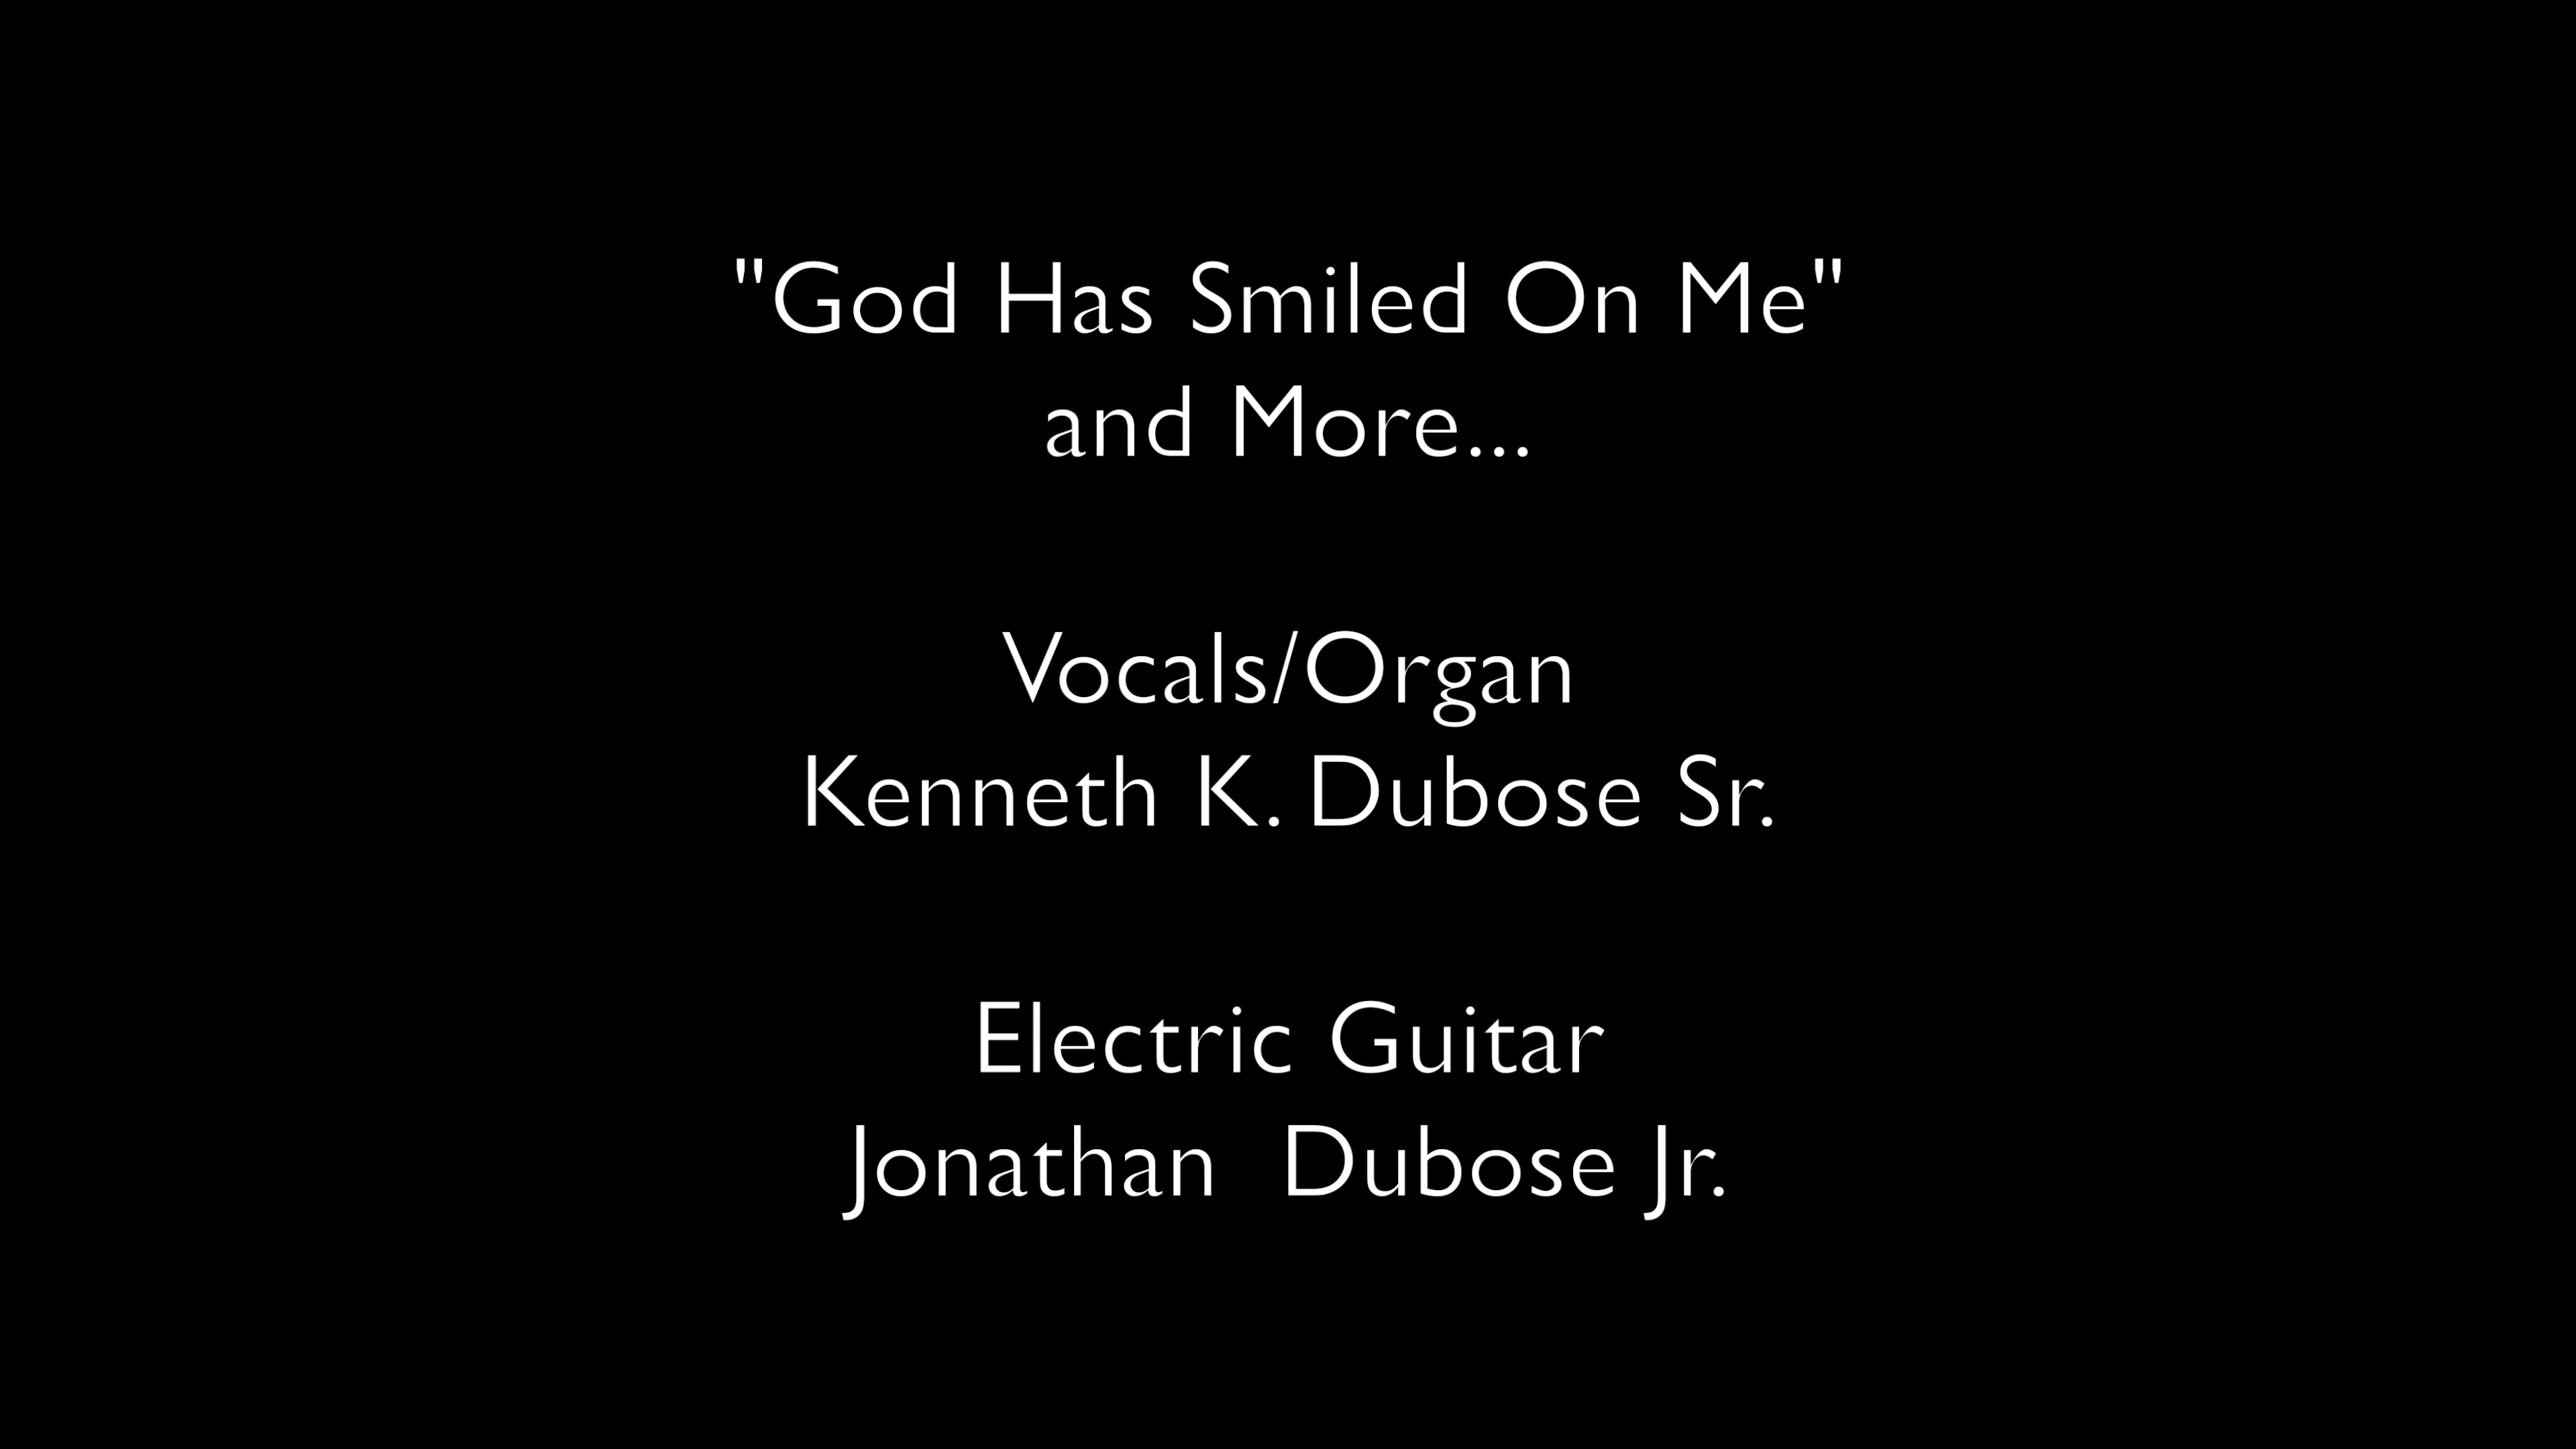 "God Has Smiled On Me"
and More...
Vocals/Organ
Kenneth K. Dubose Sr.
Electric Guitar
Jonathan  Dubose Jr.